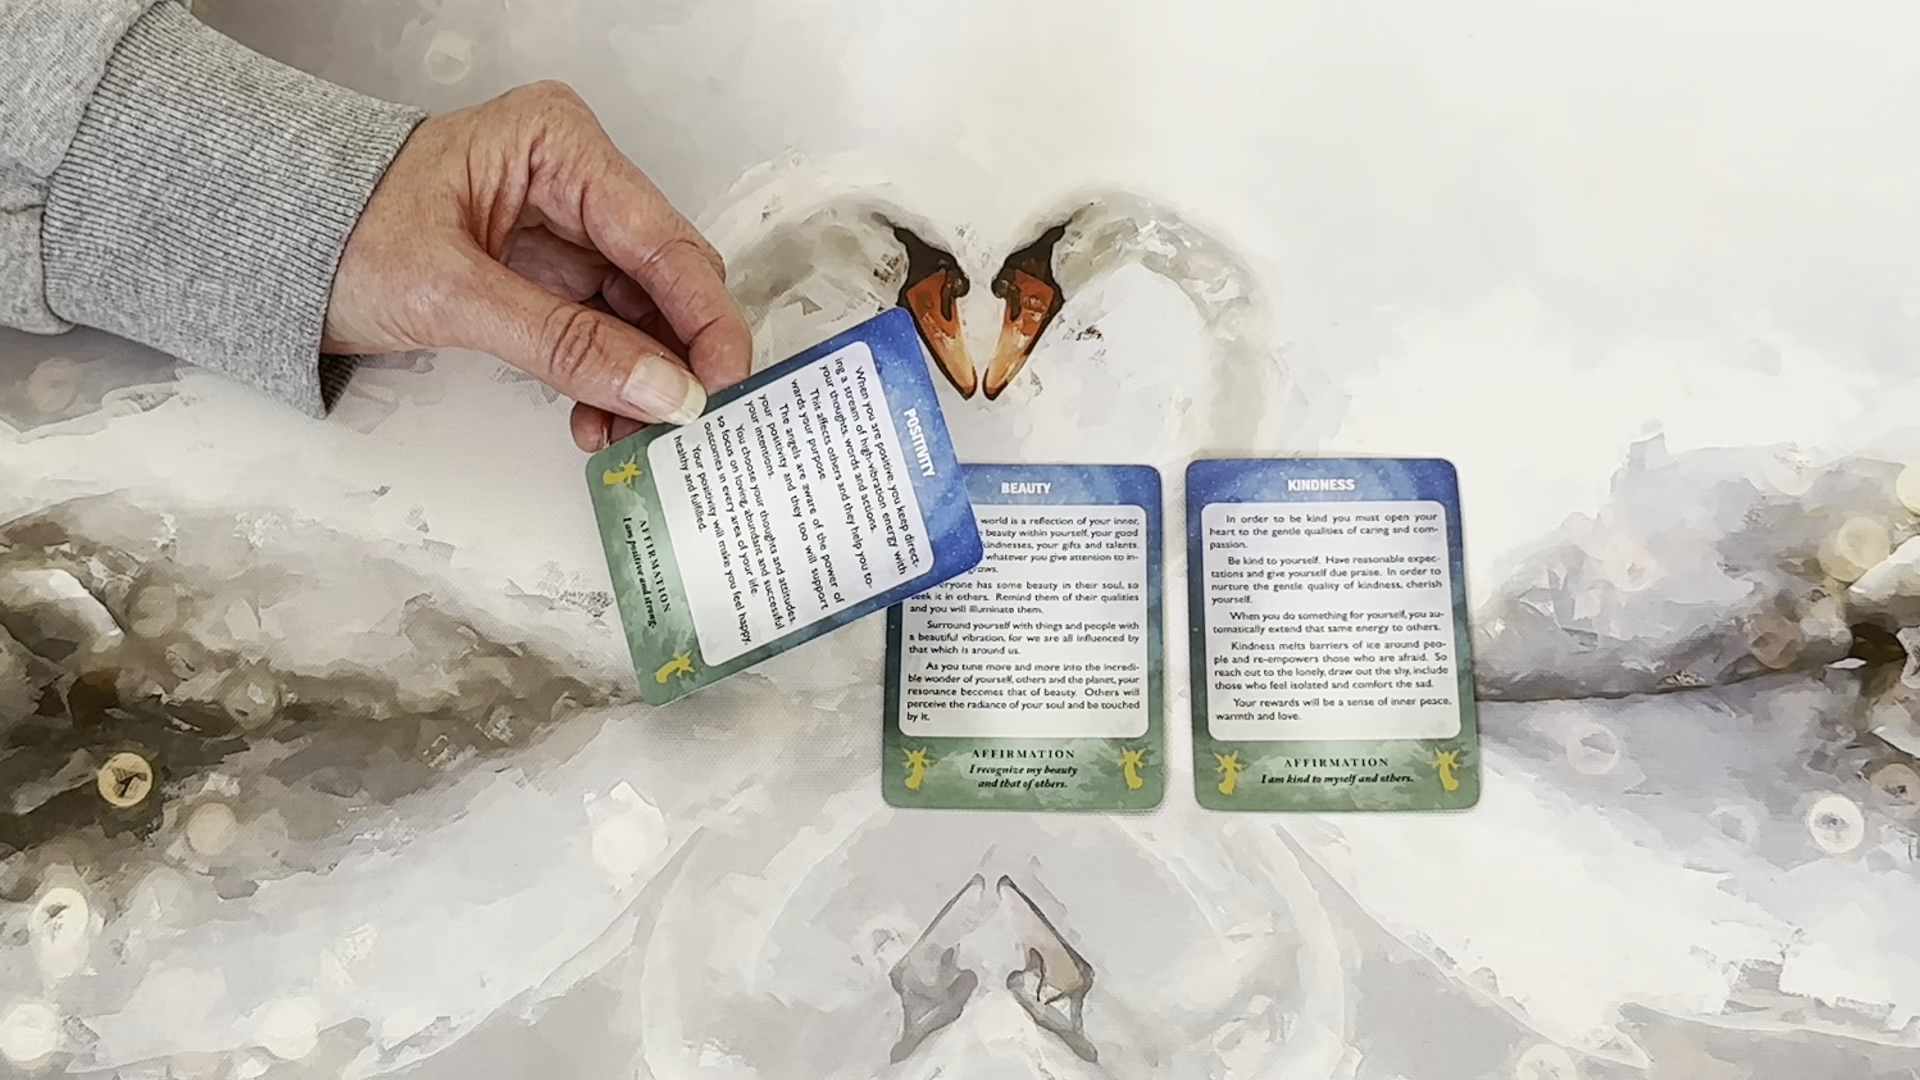 POSITIVITY
When you are positive, you keep direct-
ing a stream of high-vibration energy with
your thoughts, words and actions.
This affects others and they help you to-
wards your purpose.
The angels are aware of the power of
your positivity and they too will support
your intentions.
You choose your thoughts and attitudes,
so focus on loving, abundant and successful
outcomes in every area of your life.
Your positivity will make you feel happy,
healthy and fulfilled.
AFFIRMATION
I am positive and strong.
BEAUTY
world is a reflection of your inner,
beauty within yourself, your good
kindnesses, your gifts and talents.
whatever you give attention to in-
has some beauty in their soul, so
it in others. Remind them of their qualities
and you will illuminate them.
Surround yourself with things and people with
a beautiful vibration, for we are all influenced by
that which is around us.
As you tune more and more into the incredi-
ble wonder of yourself, others and the planet, your
resonance becomes that of beauty. Others will
perceive the radiance of your soul and be touched
by it.
AFFIRMATION
I recognize my beauty
and that of others.
KINDNESS
In order to be kind you must open your
heart to the gentle qualities of caring and com-
passion.
Be kind to yourself. Have reasonable expec-
tations and give yourself due praise. In order to
nurture the gentle quality of kindness, cherish
yourself.
When you do something for yourself, you au-
tomatically extend that same energy to others.
Kindness melts barriers of ice around peo-
ple and re-empowers those who are afraid. So
reach out to the lonely, draw out the shy, include
those who feel isolated and comfort the sad.
Your rewards will be a sense of inner peace,
warmth and love.
AFFIRMATION
I am kind to myself and others.